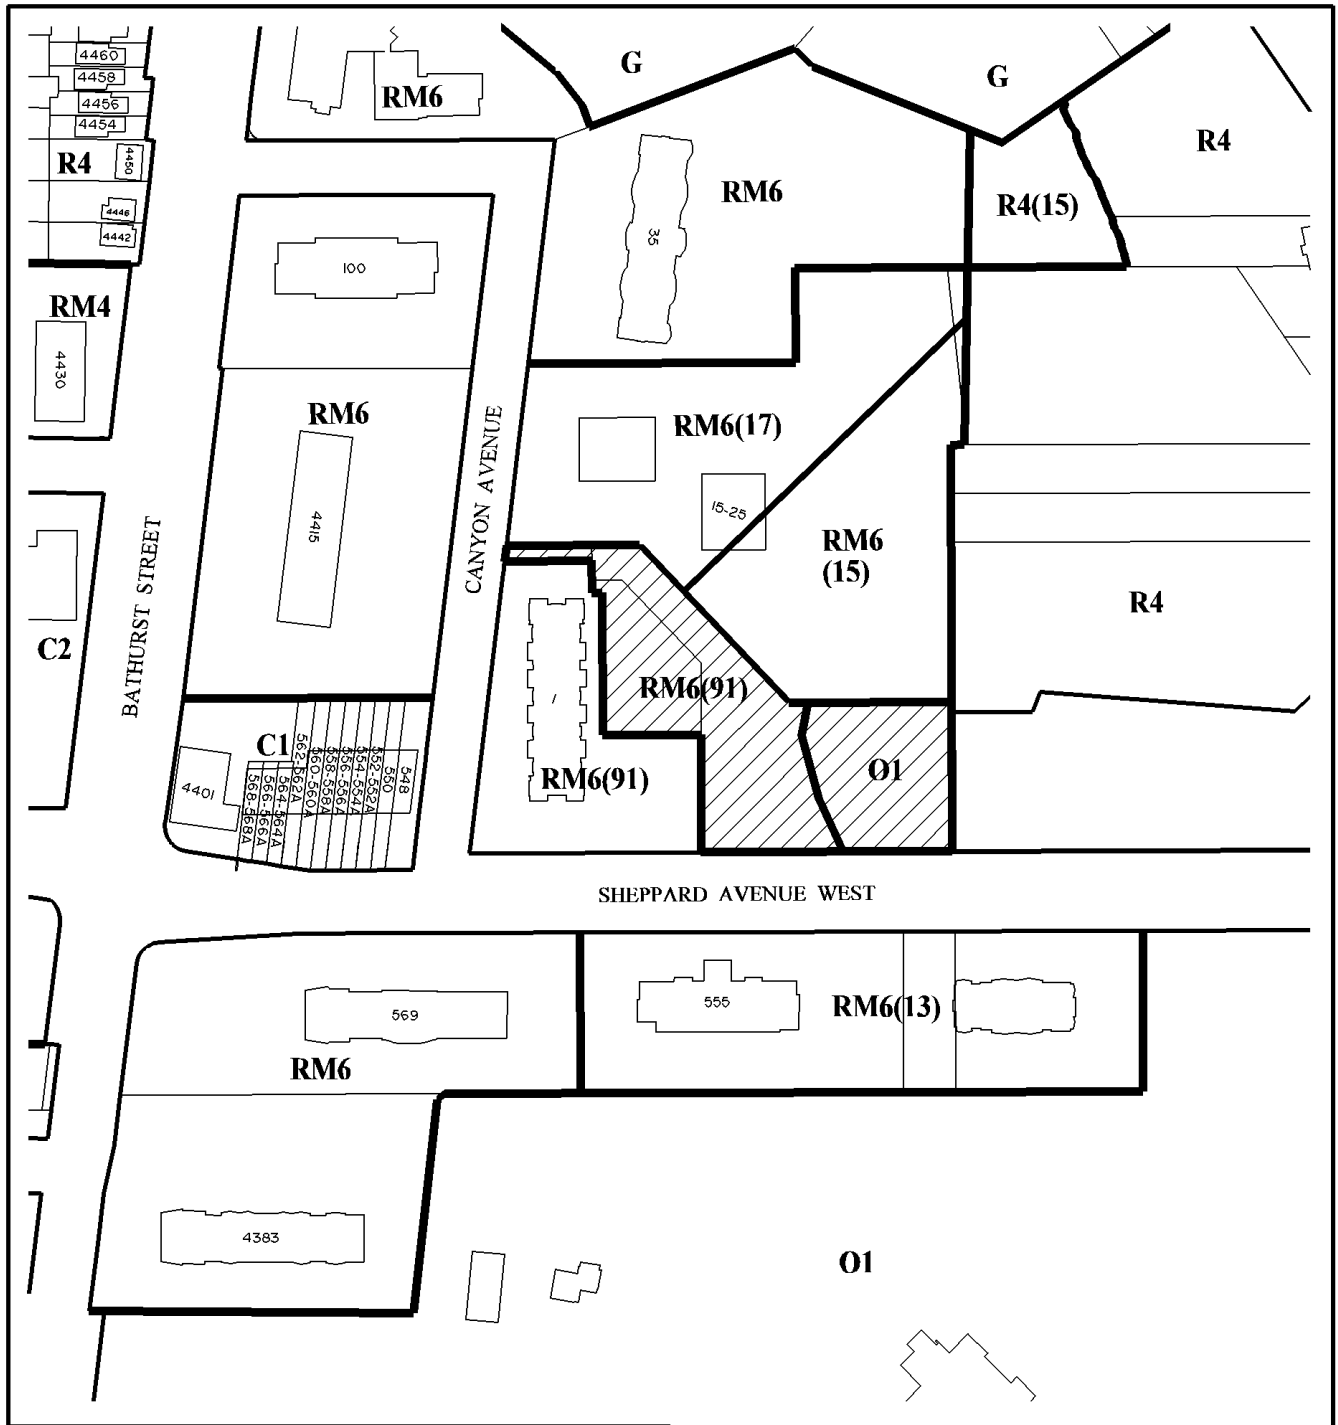 4460
4458
4456
4454
R4
4450
4446
4442
RM6
G
G
R4
R4(15)
RM6
35
100
RM4
4430
RM6
4415
CANYON AVENUE
BATHURST STREET
RM6(17)
15-25
RM6
(15)
R4
C2
RM6(91)
1
RM6(91)
O1
C1
4401
568-568A
566-566A
564-564A
562-562A
560-560A
558-558A
556-556A
554-554A
552-552A
550
548
SHEPPARD AVENUE WEST
569
RM6
555
RM6(13)
4383
O1